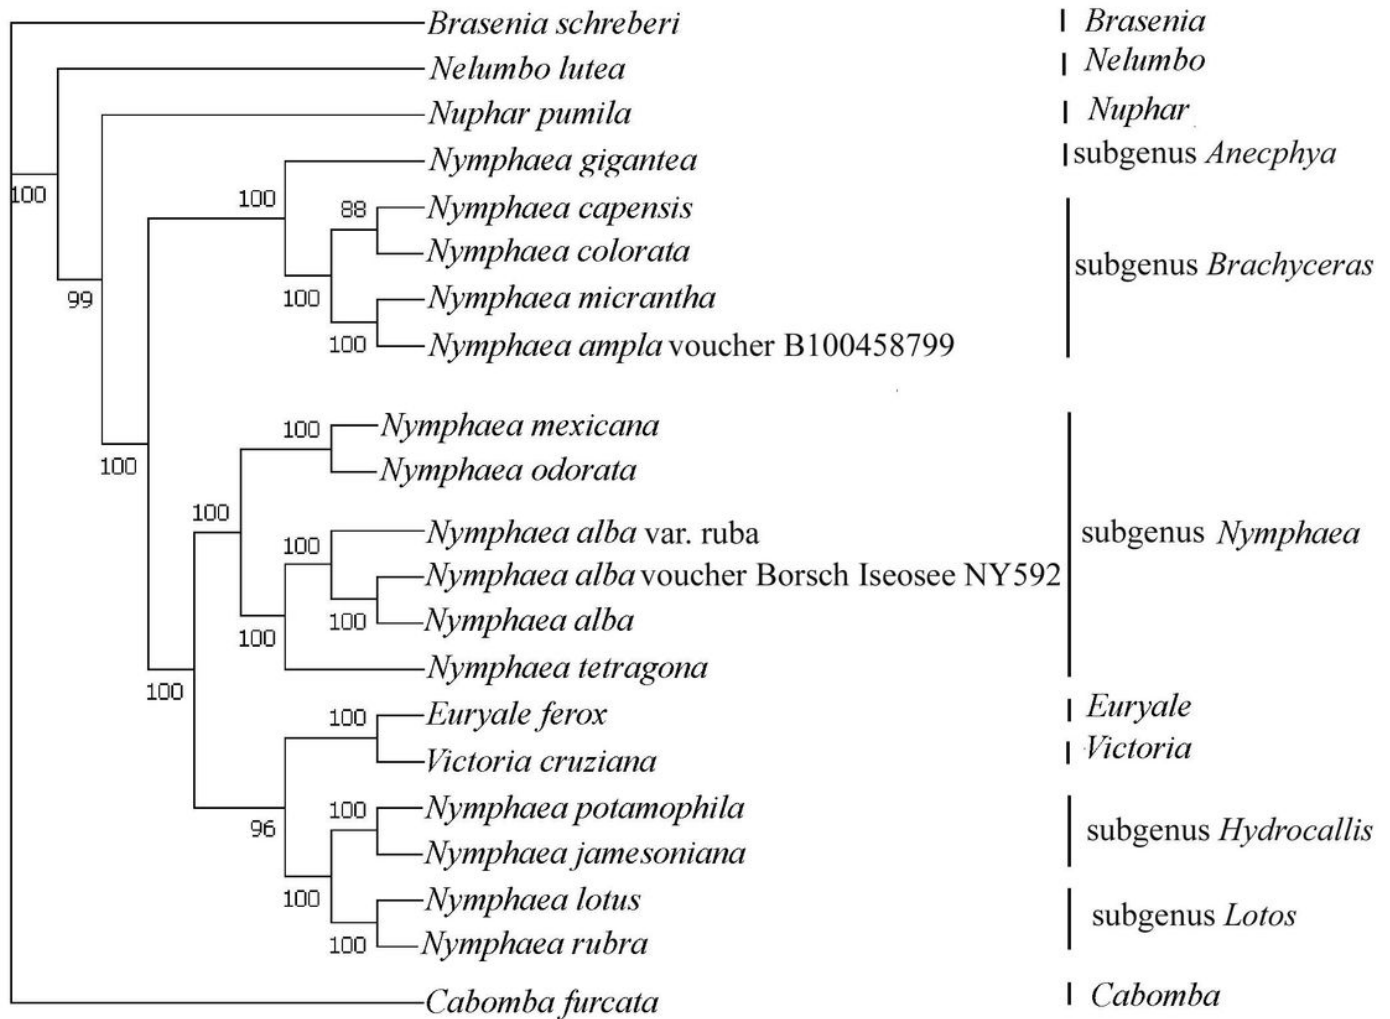 Brasenia schreberi
Brasenia
Nelumbo lutea
Nelumbo
Nuphar pumila
Nuphar
Nymphaea gigantea
subgenus Anecphya
100
100
88
Nymphaea capensis
Nymphaea colorata
subgenus Brachyceras
99
100
Nymphaea micrantha
100
Nymphaea ampla voucher B100458799
100
Nymphaea mexicana
100
Nymphaea odorata
100
Nymphaea alba var. ruba
subgenus Nymphaea
100
Nymphaea alba voucher Borsch Iseosee NY592
100
Nymphaea alba
100
Nymphaea tetragona
100
100
Euryale ferox
Euryale
Victoria cruziana
Victoria
100
Nymphaea potamophila
96
subgenus Hydrocallis
Nymphaea jamesoniana
100
Nymphaea lotus
subgenus Lotos
100
Nymphaea rubra
Cabomba furcata
Cabomba